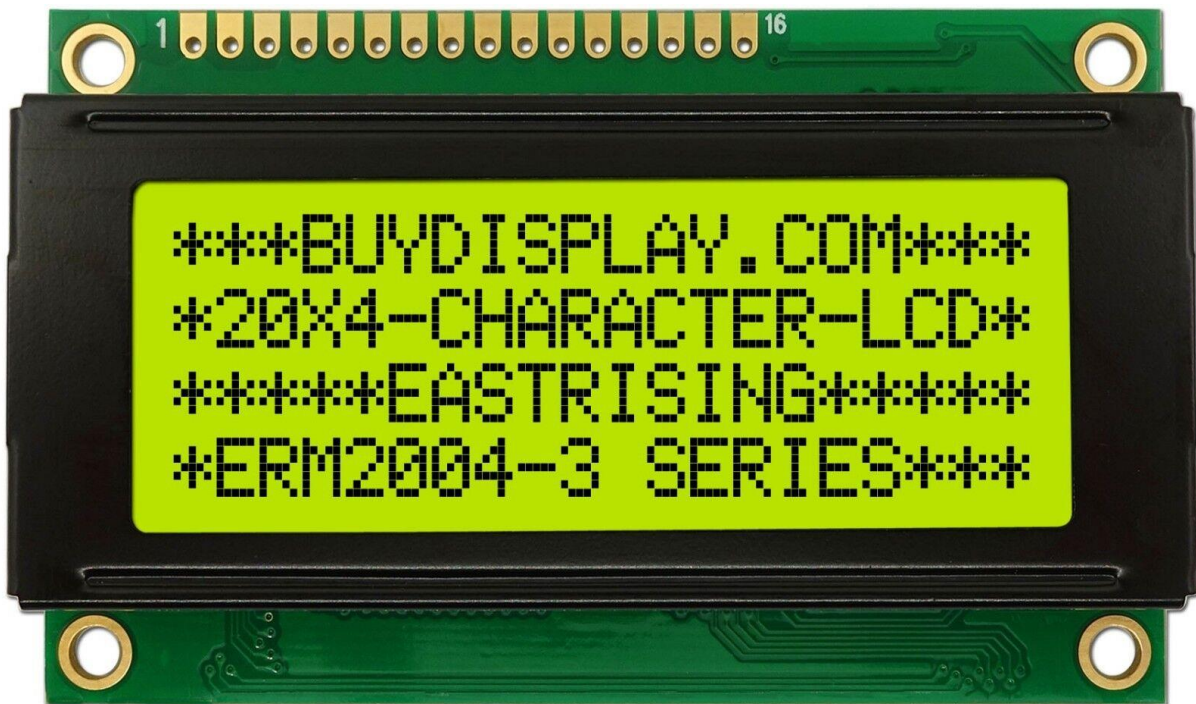 1 16
***BUYDISPLAY.COM***
*20X4-CHARACTER-LCD*
*****EASTRISING*****
*ERM2004-3 SERIES***